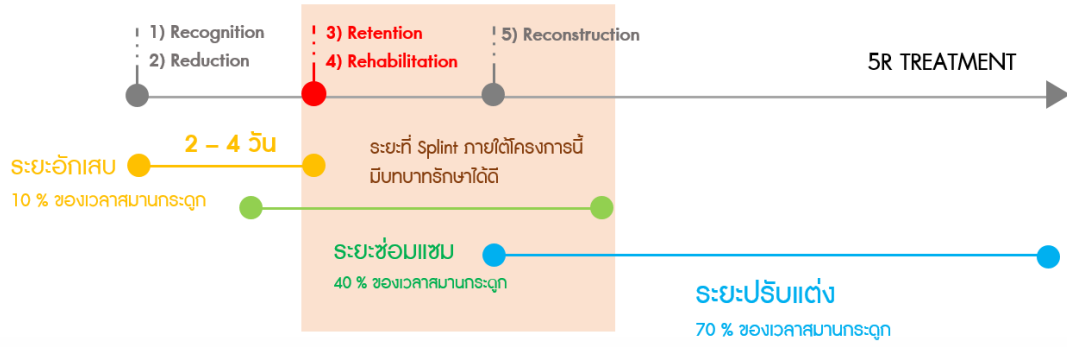 1) Recognition
2) Reduction
3) Retention
4) Rehabilitation
5) Reconstruction
5R TREATMENT
2 – 4 วัน
ระยะอักเสบ
10 % ของเวลาสมานกระดูก
ระยะที่ Splint ภายใต้โครงการนี้
มีบทบาทรักษาได้ดี
ระยะซ่อมแซม
40 % ของเวลาสมานกระดูก
ระยะปรับแต่ง
70 % ของเวลาสมานกระดูก